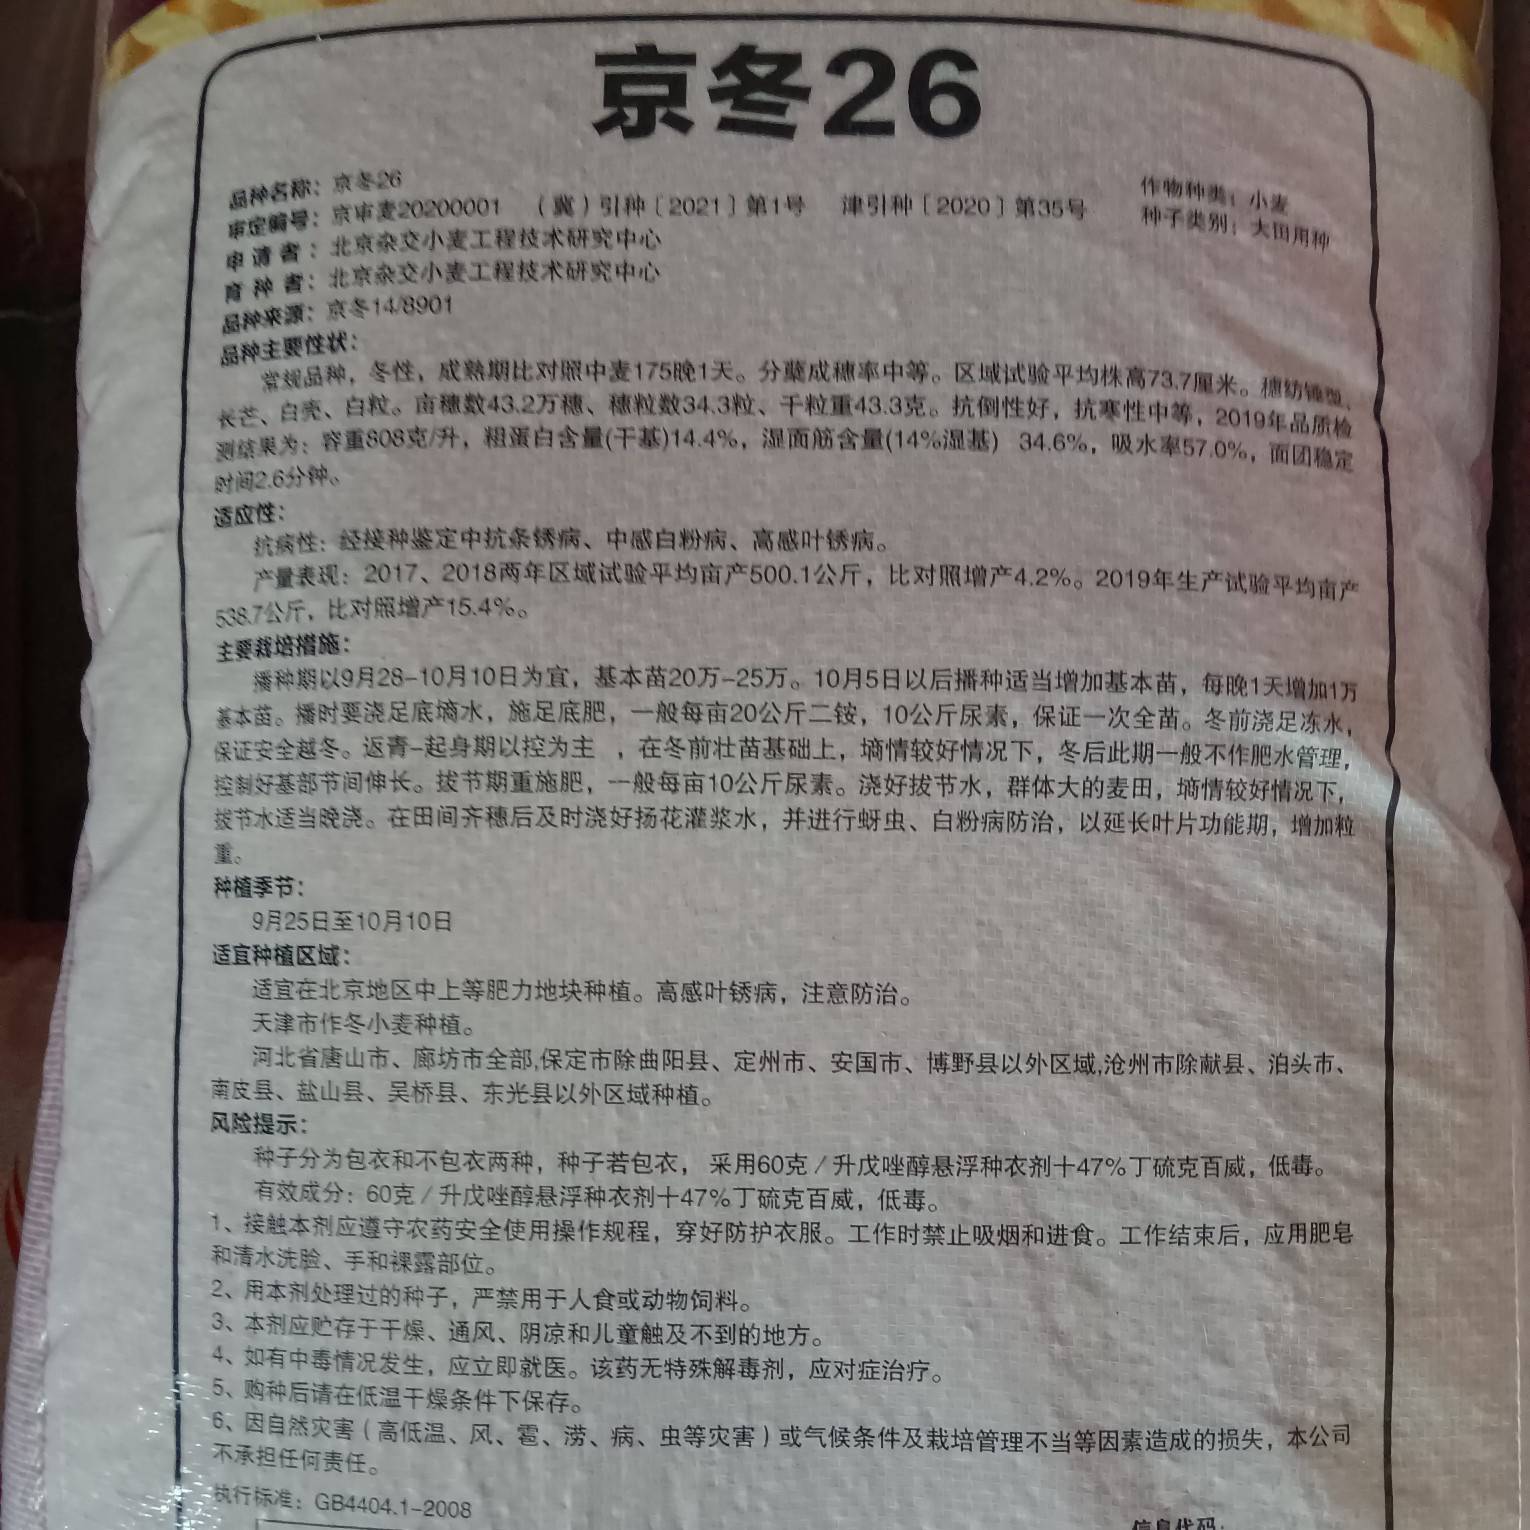 京冬26
品种名称：京冬26
作物种类：小麦
审定编号：京审麦20200001 （冀）引种〔2021〕第1号 津引种〔2020〕第35号
种子类别：大田用种
申请者：北京杂交小麦工程技术研究中心
育种者：北京杂交小麦工程技术研究中心
品种来源：京冬14/8901
品种主要性状：
常规品种，冬性，成熟期比对照中麦175晚1天。分蘖成穗率中等。区域试验平均株高73.7厘米。穗纺锤型、
长芒、白壳、白粒。亩穗数43.2万穗、穗粒数34.3粒、千粒重43.3克。抗倒性好，抗寒性中等，2019年品质检
测结果为：容重808克/升，粗蛋白含量(干基)14.4%，湿面筋含量(14%湿基) 34.6%，吸水率57.0%，面团稳定
时间2.6分钟。
适应性：
抗病性：经接种鉴定中抗条锈病、中感白粉病、高感叶锈病。
产量表现：2017、2018两年区域试验平均亩产500.1公斤，比对照增产4.2%。2019年生产试验平均亩产
538.7公斤，比对照增产15.4%。
主要栽培措施：
播种期以9月28-10月10日为宜，基本苗20万-25万。10月5日以后播种适当增加基本苗，每晚1天增加1万
基本苗。播时要浇足底墒水，施足底肥，一般每亩20公斤二铵，10公斤尿素，保证一次全苗。冬前浇足冻水，
保证安全越冬。返青-起身期以控为主 ，在冬前壮苗基础上，墒情较好情况下，冬后此期一般不作肥水管理，
控制好基部节间伸长。拔节期重施肥，一般每亩10公斤尿素。浇好拔节水，群体大的麦田，墒情较好情况下，
拔节水适当晚浇。在田间齐穗后及时浇好扬花灌浆水，并进行蚜虫、白粉病防治，以延长叶片功能期，增加粒
重。
种植季节：
9月25日至10月10日
适宜种植区域：
适宜在北京地区中上等肥力地块种植。高感叶锈病，注意防治。
天津市作冬小麦种植。
河北省唐山市、廊坊市全部,保定市除曲阳县、定州市、安国市、博野县以外区域,沧州市除献县、泊头市、
南皮县、盐山县、吴桥县、东光县以外区域种植。
风险提示：
种子分为包衣和不包衣两种，种子若包衣， 采用60克/升戊唑醇悬浮种衣剂十47%丁硫克百威，低毒。
有效成分：60克/升戊唑醇悬浮种衣剂十47%丁硫克百威，低毒。
1、接触本剂应遵守农药安全使用操作规程，穿好防护衣服。工作时禁止吸烟和进食。工作结束后，应用肥皂
和清水洗脸、手和裸露部位。
2、用本剂处理过的种子，严禁用于人食或动物饲料。
3、本剂应贮存于干燥、通风、阴凉和儿童触及不到的地方。
4、如有中毒情况发生，应立即就医。该药无特殊解毒剂，应对症治疗。
5、购种后请在低温干燥条件下保存。
6、因自然灾害（高低温、风、雹、涝、病、虫等灾害）或气候条件及栽培管理不当等因素造成的损失，本公司
不承担任何责任。
执行标准：GB4404.1-2008
信息代码：